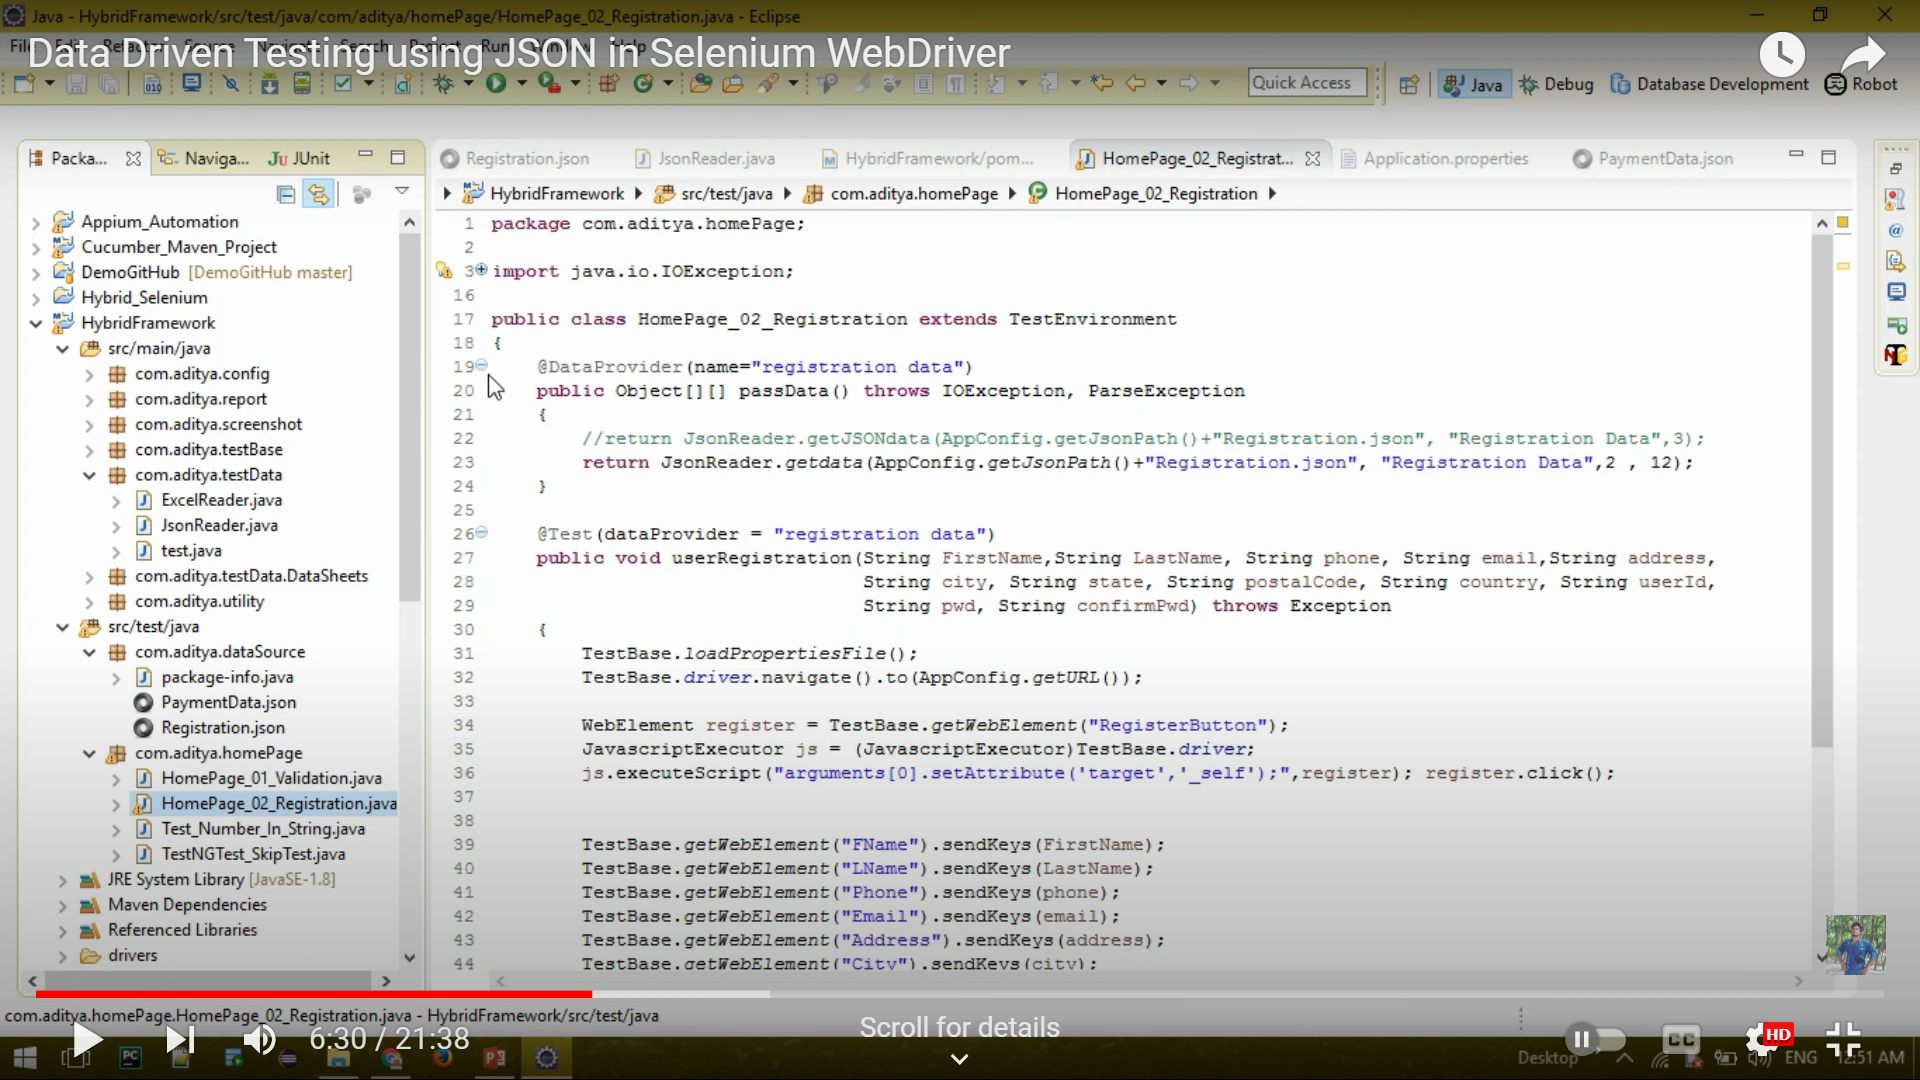 Java - HybridFramework/src/test/java/com/aditya/homePage/HomePage_02_Registration.java - Eclipse
Data Driven Testing using JSON in Selenium WebDriver
Quick Access
Java
Debug
Database Development
Robot
Packa...
Naviga...
JUnit
Registration.json
JsonReader.java
HybridFramework/pom...
HomePage_02_Registrat...
Application.properties
PaymentData.json
HybridFramework
src/test/java
com.aditya.homePage
HomePage_02_Registration
Appium_Automation
Cucumber_Maven_Project
DemoGitHub [DemoGitHub master]
Hybrid_Selenium
HybridFramework
src/main/java
com.aditya.config
com.aditya.report
com.aditya.screenshot
com.aditya.testBase
com.aditya.testData
ExcelReader.java
JsonReader.java
test.java
com.aditya.testData.DataSheets
com.aditya.utility
src/test/java
com.aditya.dataSource
package-info.java
PaymentData.json
Registration.json
com.aditya.homePage
HomePage_01_Validation.java
HomePage_02_Registration.java
Test_Number_In_String.java
TestNGTest_SkipTest.java
JRE System Library [JavaSE-1.8]
Maven Dependencies
Referenced Libraries
drivers
1 package com.aditya.homePage;
2
3 import java.io.IOException;
16
17 public class HomePage_02_Registration extends TestEnvironment
18 {
19 @DataProvider(name="registration data")
20 public Object[][] passData() throws IOException, ParseException
21 {
22 //return JsonReader.getJSONdata(AppConfig.getJsonPath()+"Registration.json", "Registration Data",3);
23 return JsonReader.getdata(AppConfig.getJsonPath()+"Registration.json", "Registration Data",2 , 12);
24 }
25
26 @Test(dataProvider = "registration data")
27 public void userRegistration(String FirstName,String LastName, String phone, String email,String address,
28 String city, String state, String postalCode, String country, String userId,
29 String pwd, String confirmPwd) throws Exception
30 {
31 TestBase.loadPropertiesFile();
32 TestBase.driver.navigate().to(AppConfig.getURL());
33
34 WebElement register = TestBase.getWebElement("RegisterButton");
35 JavascriptExecutor js = (JavascriptExecutor)TestBase.driver;
36 js.executeScript("arguments[0].setAttribute('target','_self');",register); register.click();
37
38
39 TestBase.getWebElement("FName").sendKeys(FirstName);
40 TestBase.getWebElement("LName").sendKeys(LastName);
41 TestBase.getWebElement("Phone").sendKeys(phone);
42 TestBase.getWebElement("Email").sendKeys(email);
43 TestBase.getWebElement("Address").sendKeys(address);
44 TestBase.getWebElement("City").sendKeys(city);
com.aditya.homePage.HomePage_02_Registration.java - HybridFramework/src/test/java
6:30 / 21:38
Scroll for details
CC
HD
Desktop
ENG
12:51 AM